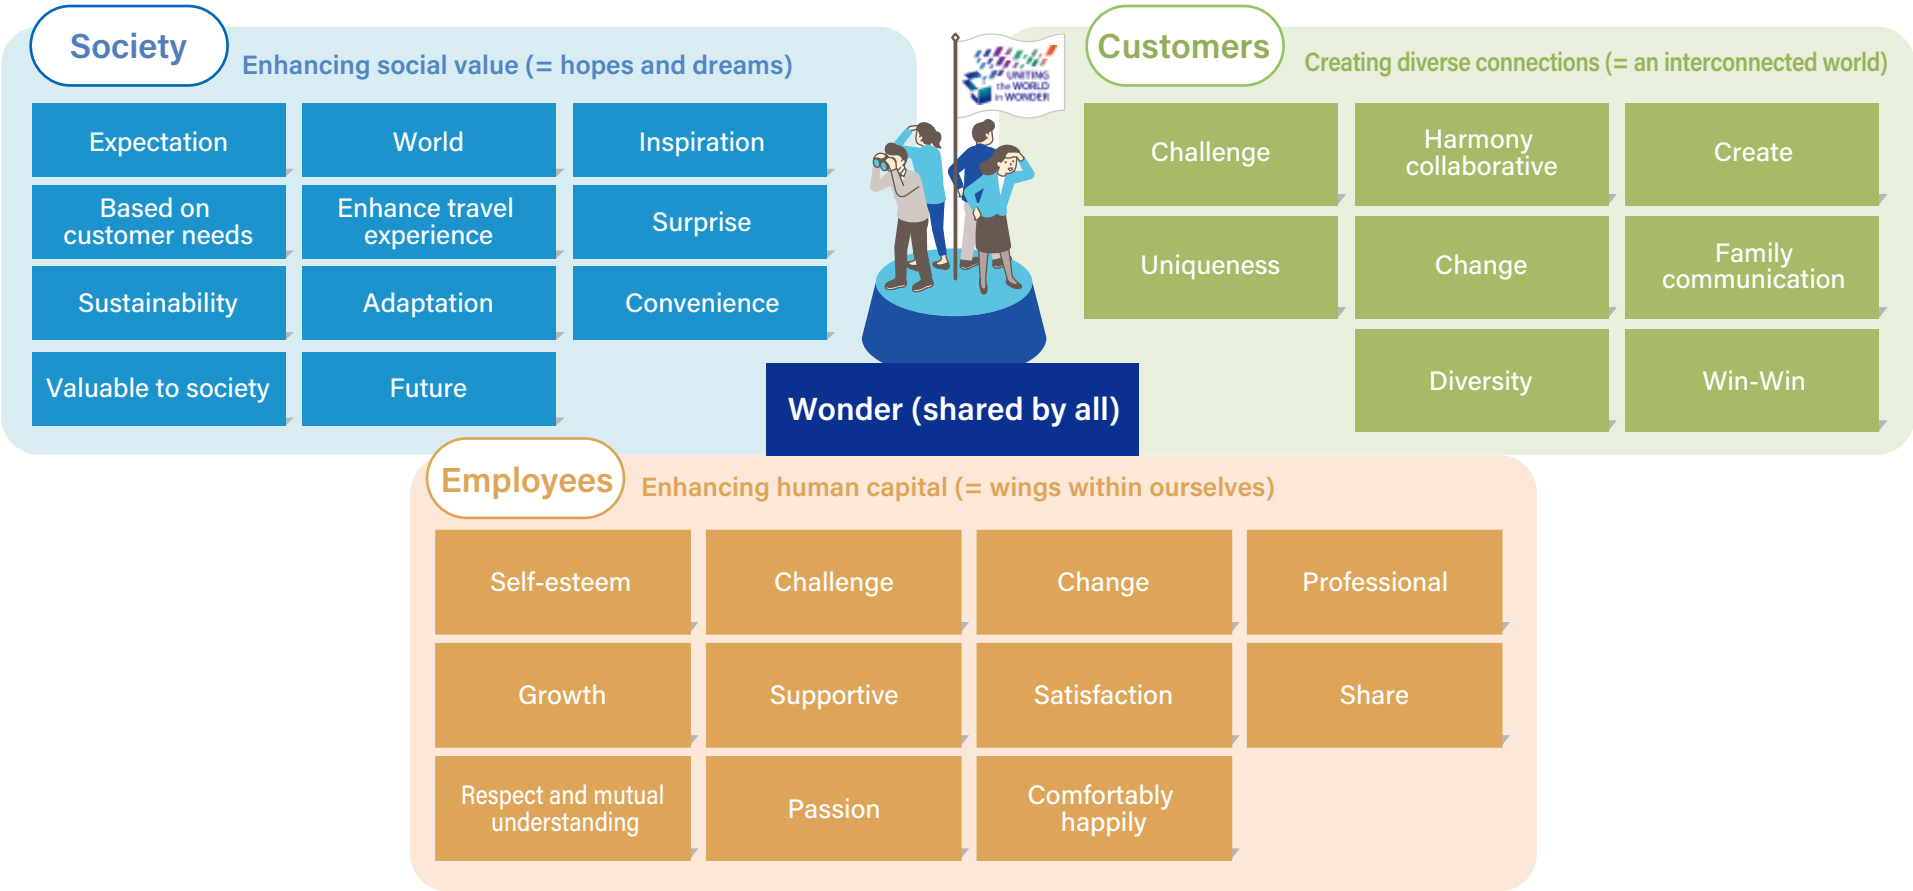 Society
Enhancing social value (= hopes and dreams)
Expectation
World
Inspiration
Based on
customer needs
Enhance travel
experience
Surprise
Sustainability
Adaptation
Convenience
Valuable to society
Future
UNITING
the WORLD
in WONDER
Customers
Creating diverse connections (= an interconnected world)
Challenge
Harmony
collaborative
Create
Uniqueness
Change
Family
communication
Diversity
Win-Win
Wonder (shared by all)
Employees
Enhancing human capital (= wings within ourselves)
Self-esteem
Challenge
Change
Professional
Growth
Supportive
Satisfaction
Share
Respect and mutual
understanding
Passion
Comfortably
happily